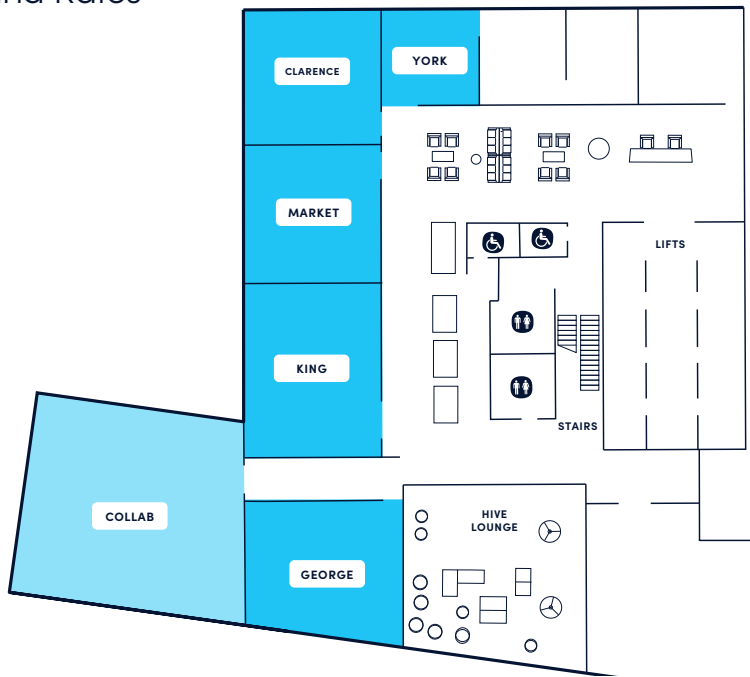 CLARENCE
YORK
MARKET
LIFTS
KING
STAIRS
COLLAB
HIVE
LOUNGE
GEORGE